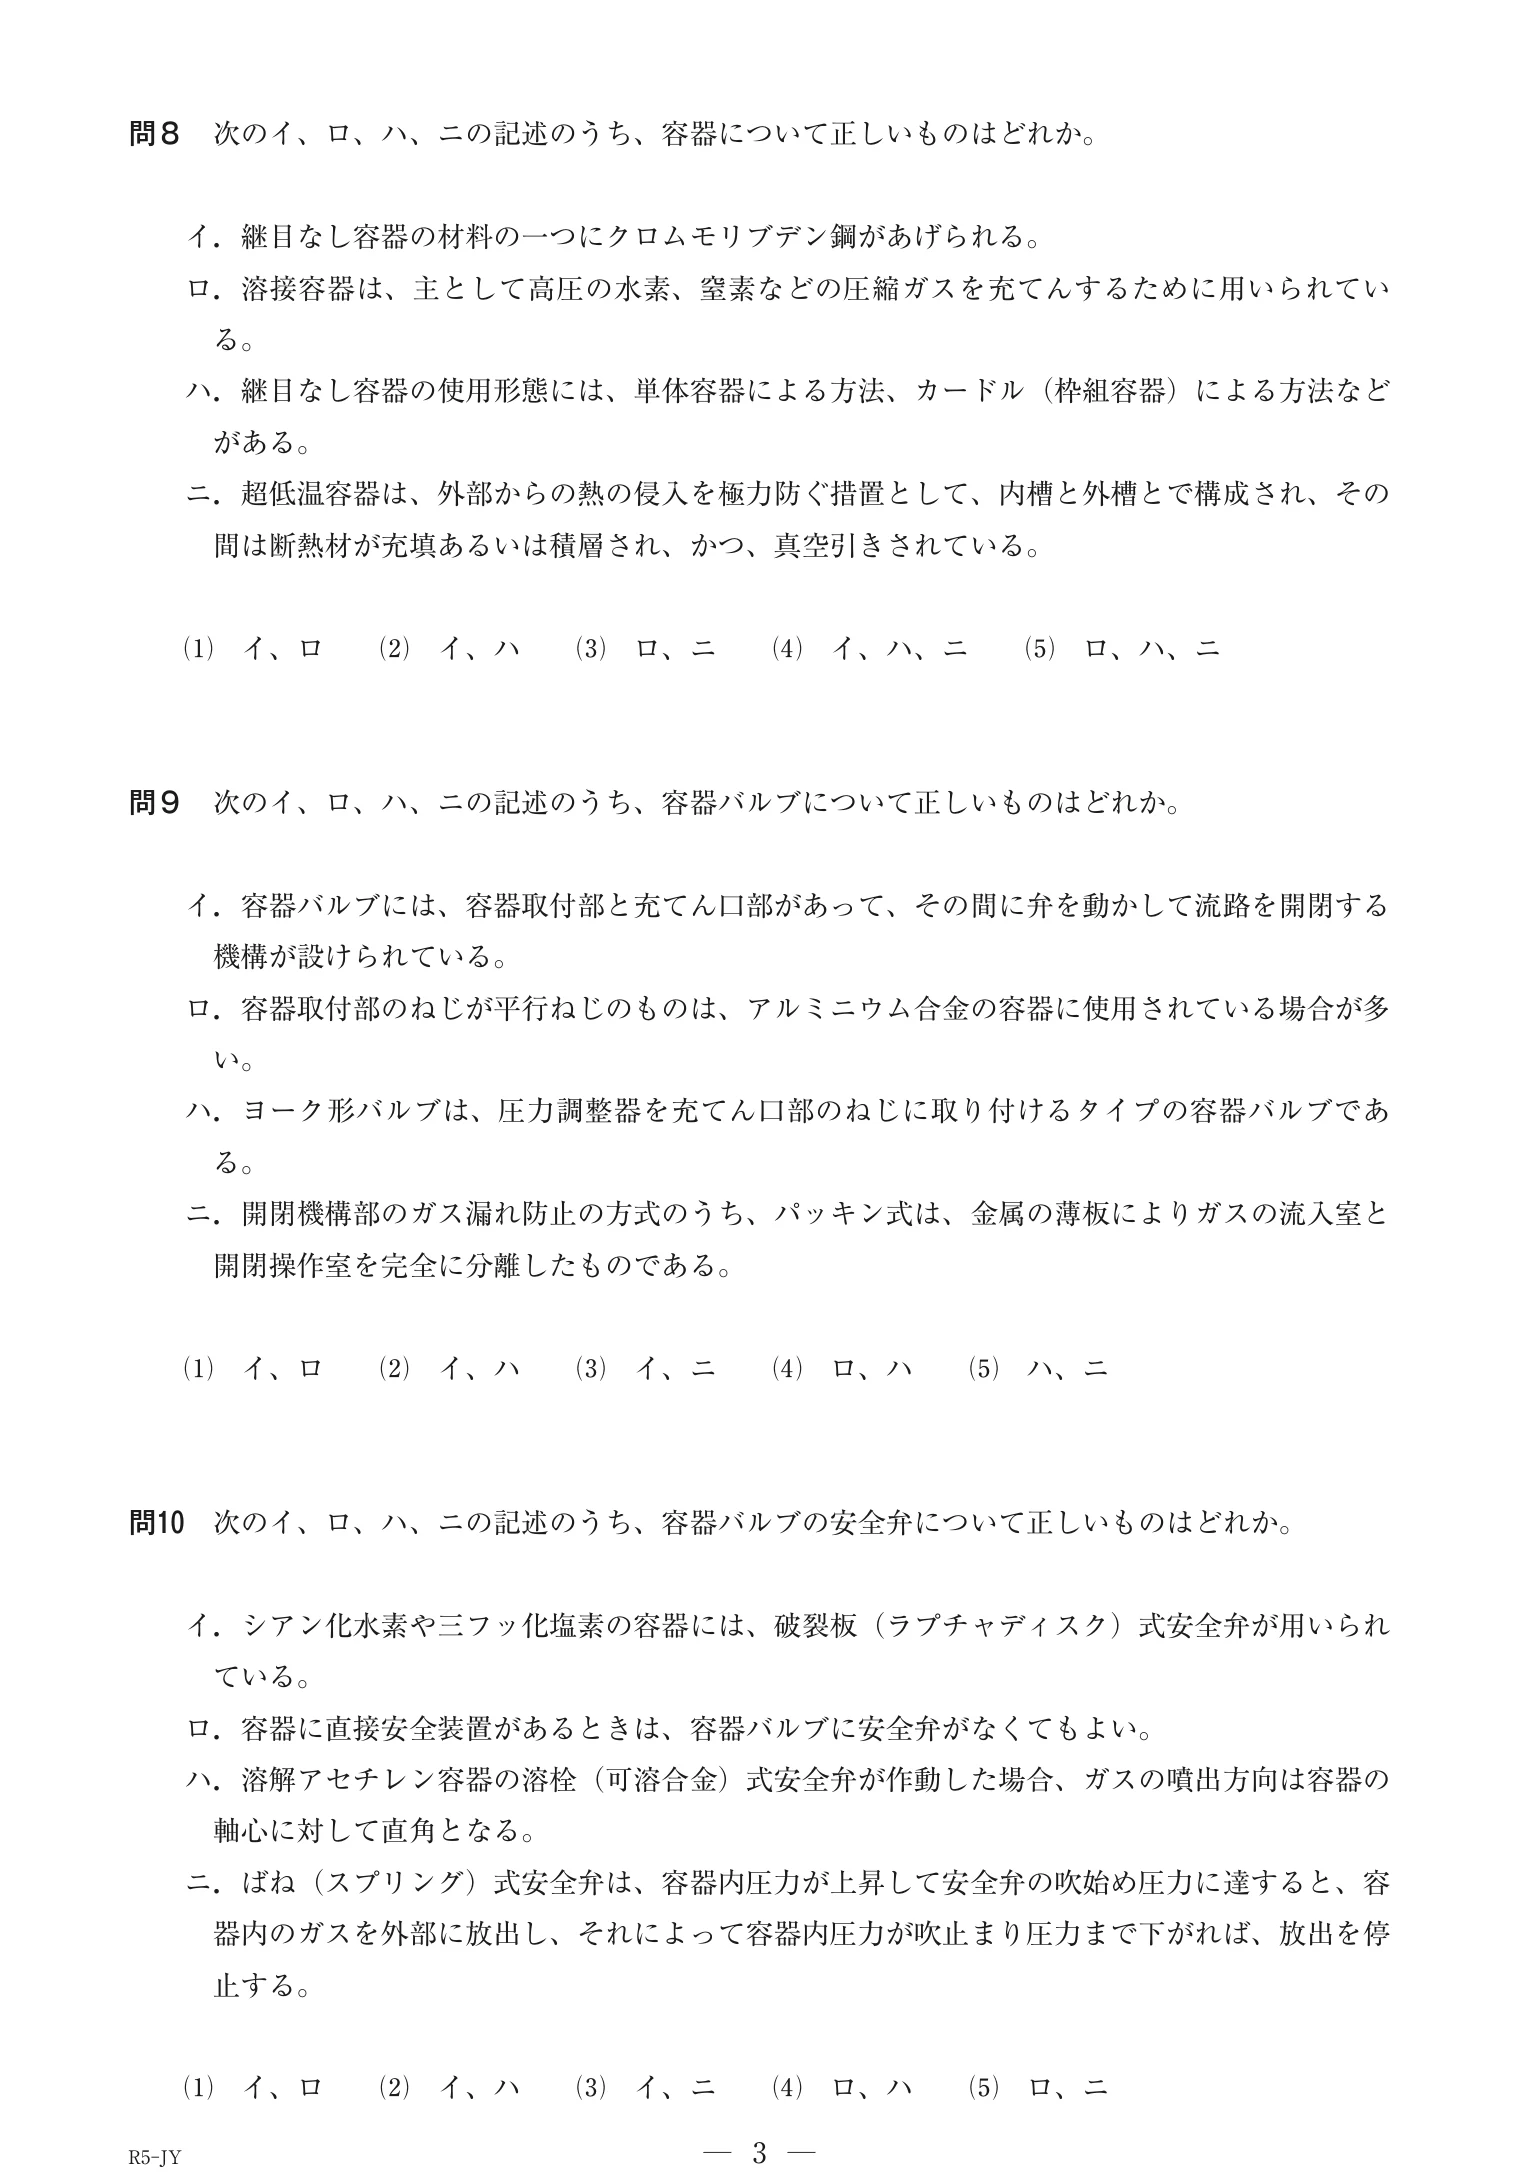 問8　次のイ、ロ、ハ、ニの記述のうち、容器について正しいものはどれか。
イ．継目なし容器の材料の一つにクロムモリブデン鋼があげられる。
ロ．溶接容器は、主として高圧の水素、窒素などの圧縮ガスを充てんするために用いられてい
る。
ハ．継目なし容器の使用形態には、単体容器による方法、カードル（枠組容器）による方法など
がある。
ニ．超低温容器は、外部からの熱の侵入を極力防ぐ措置として、内槽と外槽とで構成され、その
間は断熱材が充填あるいは積層され、かつ、真空引きされている。
(1)　イ、ロ　　(2)　イ、ハ　　(3)　ロ、ニ　　(4)　イ、ハ、ニ　　(5)　ロ、ハ、ニ
問9　次のイ、ロ、ハ、ニの記述のうち、容器バルブについて正しいものはどれか。
イ．容器バルブには、容器取付部と充てん口部があって、その間に弁を動かして流路を開閉する
機構が設けられている。
ロ．容器取付部のねじが平行ねじのものは、アルミニウム合金の容器に使用されている場合が多
い。
ハ．ヨーク形バルブは、圧力調整器を充てん口部のねじに取り付けるタイプの容器バルブであ
る。
ニ．開閉機構部のガス漏れ防止の方式のうち、パッキン式は、金属の薄板によりガスの流入室と
開閉操作室を完全に分離したものである。
(1)　イ、ロ　　(2)　イ、ハ　　(3)　イ、ニ　　(4)　ロ、ハ　　(5)　ハ、ニ
問10　次のイ、ロ、ハ、ニの記述のうち、容器バルブの安全弁について正しいものはどれか。
イ．シアン化水素や三フッ化塩素の容器には、破裂板（ラプチャディスク）式安全弁が用いられ
ている。
ロ．容器に直接安全装置があるときは、容器バルブに安全弁がなくてもよい。
ハ．溶解アセチレン容器の溶栓（可溶合金）式安全弁が作動した場合、ガスの噴出方向は容器の
軸心に対して直角となる。
ニ．ばね（スプリング）式安全弁は、容器内圧力が上昇して安全弁の吹始め圧力に達すると、容
器内のガスを外部に放出し、それによって容器内圧力が吹止まり圧力まで下がれば、放出を停
止する。
(1)　イ、ロ　　(2)　イ、ハ　　(3)　イ、ニ　　(4)　ロ、ハ　　(5)　ロ、ニ
R5-JY　　— 3 —